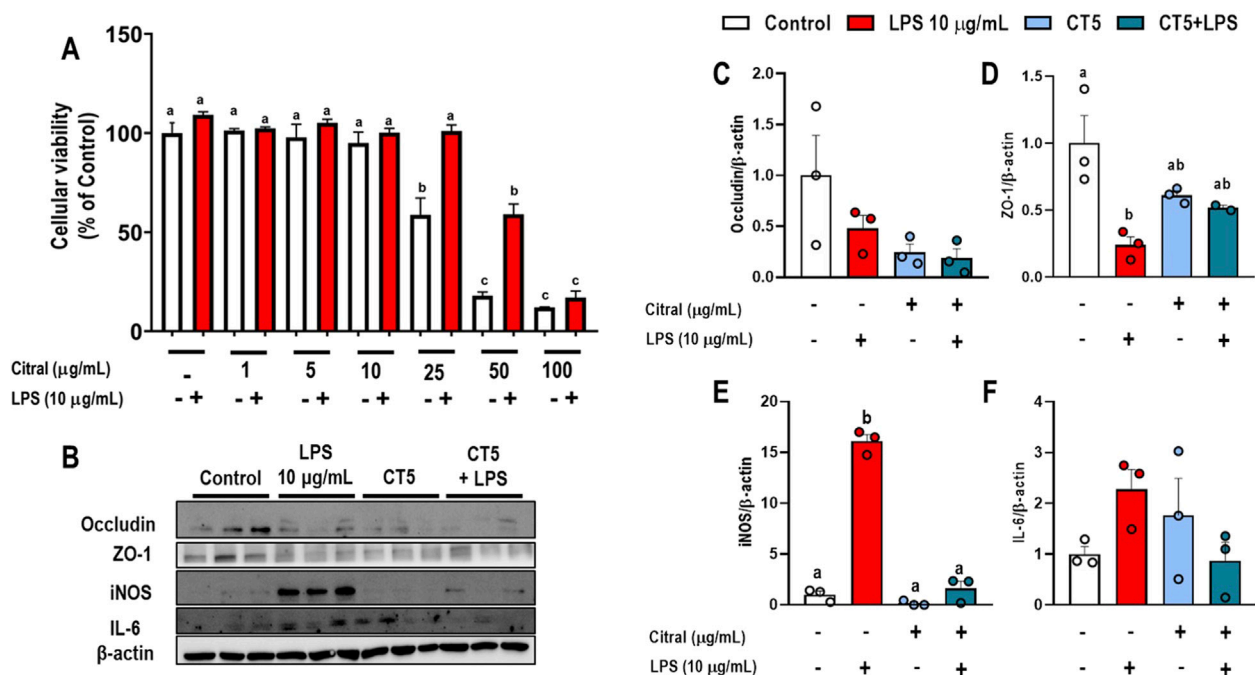 A
Cellular viability
(% of Control)
150
100
50
0
a a a a a a a a b a c b c c
Citral (µg/mL) - 1 5 10 25 50 100
LPS (10 µg/mL) - + - + - + - + - + - + - +
B
Control LPS 10 µg/mL CT5 CT5 + LPS
Occludin
ZO-1
iNOS
IL-6
β-actin
Control LPS 10 µg/mL CT5 CT5+LPS
C
Occludin/β-actin
2.0
1.5
1.0
0.5
0.0
Citral (µg/mL) - - + +
LPS (10 µg/mL) - + - +
D
ZO-1/β-actin
1.5
1.0
0.5
0.0
a b ab ab
- - + +
- + - +
E
iNOS/β-actin
20
15
10
5
0
a b a a
Citral (µg/mL) - - + +
LPS (10 µg/mL) - + - +
F
IL-6/β-actin
4
3
2
1
0
- - + +
- + - +